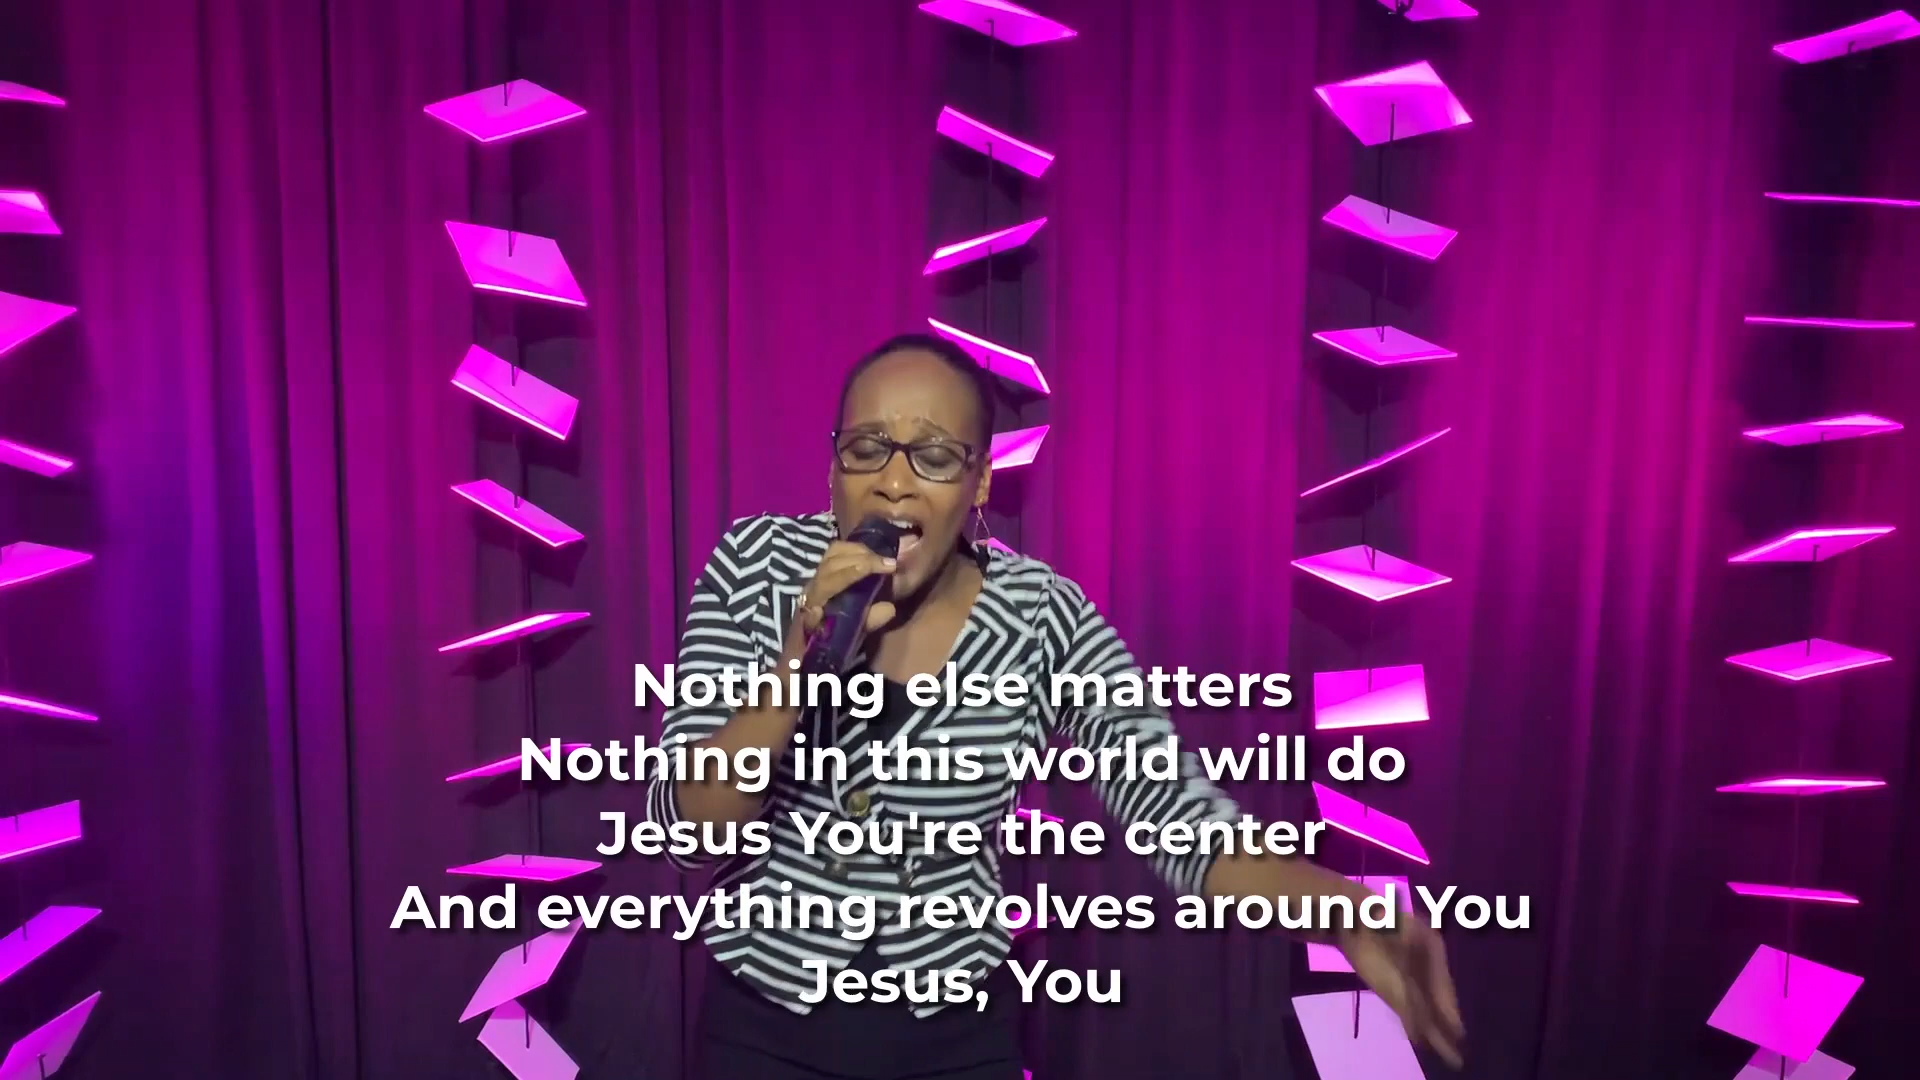 Nothing else matters
Nothing in this world will do
Jesus You're the center
And everything revolves around You
Jesus, You